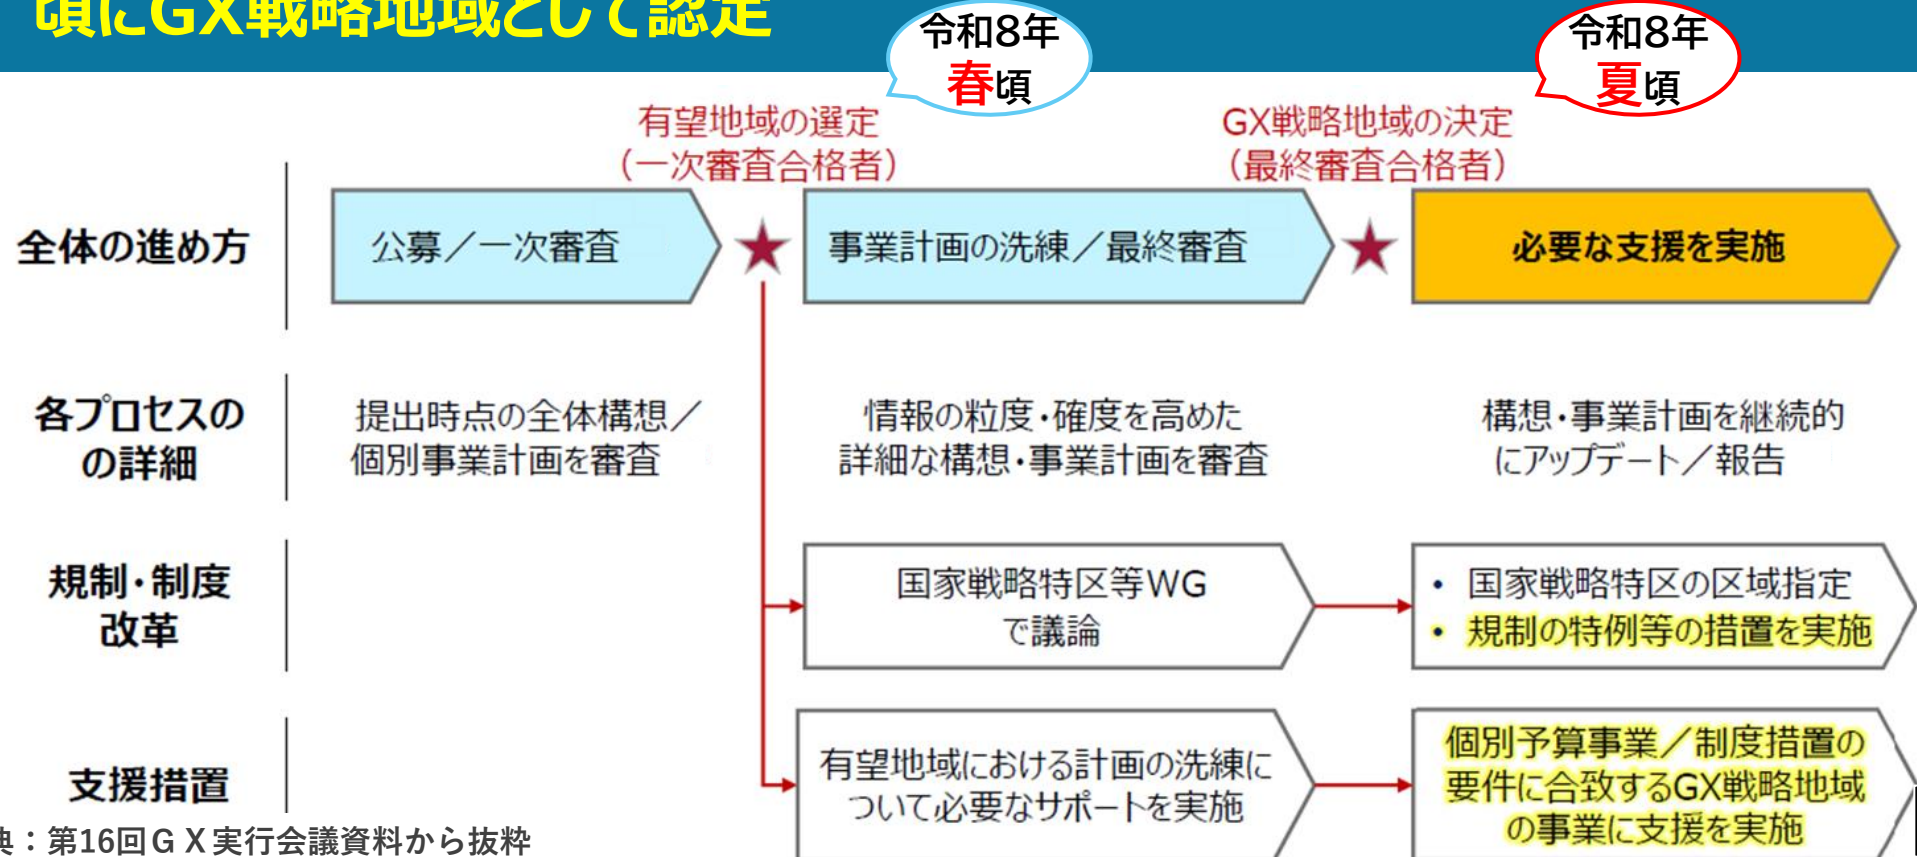 頃にGX戦略地域として認定
令和8年
春頃
令和8年
夏頃
有望地域の選定
（一次審査合格者）
GX戦略地域の決定
（最終審査合格者）
全体の進め方
公募／一次審査
事業計画の洗練／最終審査
必要な支援を実施
各プロセスの
の詳細
提出時点の全体構想／
個別事業計画を審査
情報の粒度・確度を高めた
詳細な構想・事業計画を審査
構想・事業計画を継続的
にアップデート／報告
規制・制度
改革
国家戦略特区等WG
で議論
• 国家戦略特区の区域指定
• 規制の特例等の措置を実施
支援措置
有望地域における計画の洗練に
ついて必要なサポートを実施
個別予算事業／制度措置の
要件に合致するGX戦略地域
の事業に支援を実施
典：第16回ＧＸ実行会議資料から抜粋